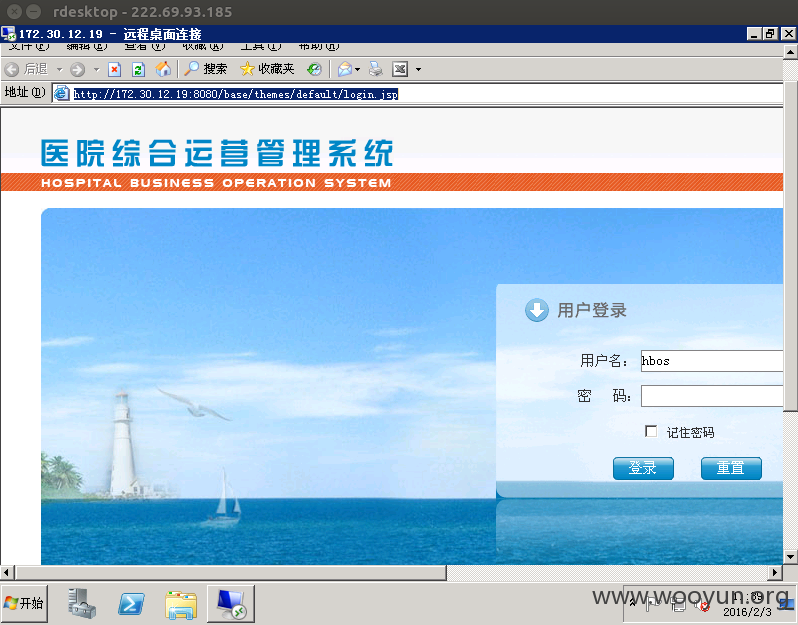 rdesktop - 222.69.93.185
172.30.12.19 - 远程桌面连接
文件(F) 编辑(E) 查看(V) 收藏(A) 工具(T) 帮助(H)
后退 搜索 收藏夹
地址(D) http://172.30.12.19:8080/base/themes/default/login.jsp
医院综合运营管理系统
HOSPITAL BUSINESS OPERATION SYSTEM
用户登录
用户名: hbos
密 码:
记住密码
登录 重置
开始
www.wooyun.org
2016/2/3